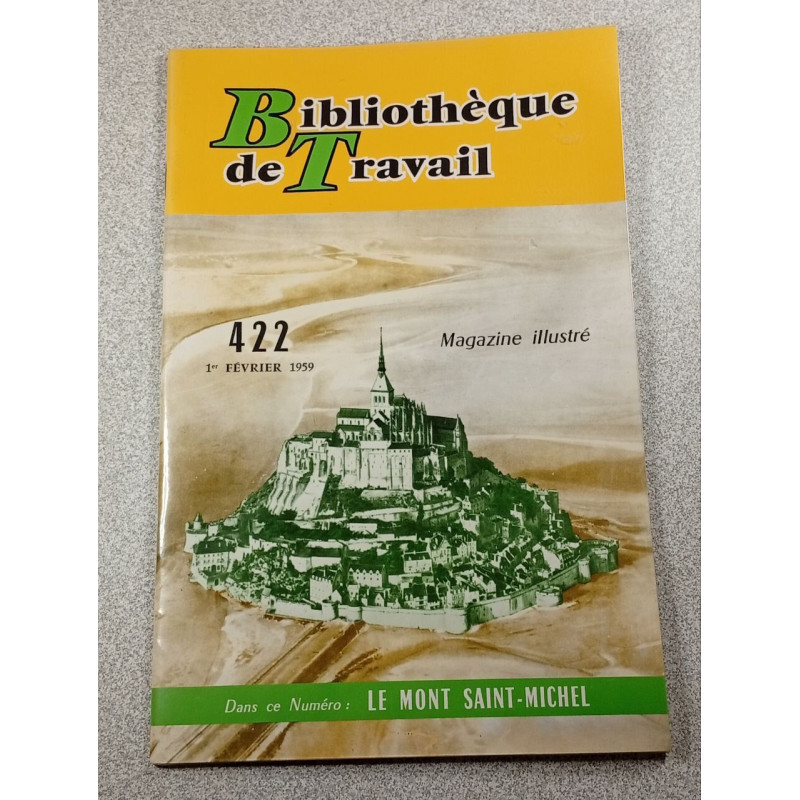 Bibliothèque
de Travail
422
1er FÉVRIER 1959
Magazine illustré
Dans ce Numéro : LE MONT SAINT-MICHEL